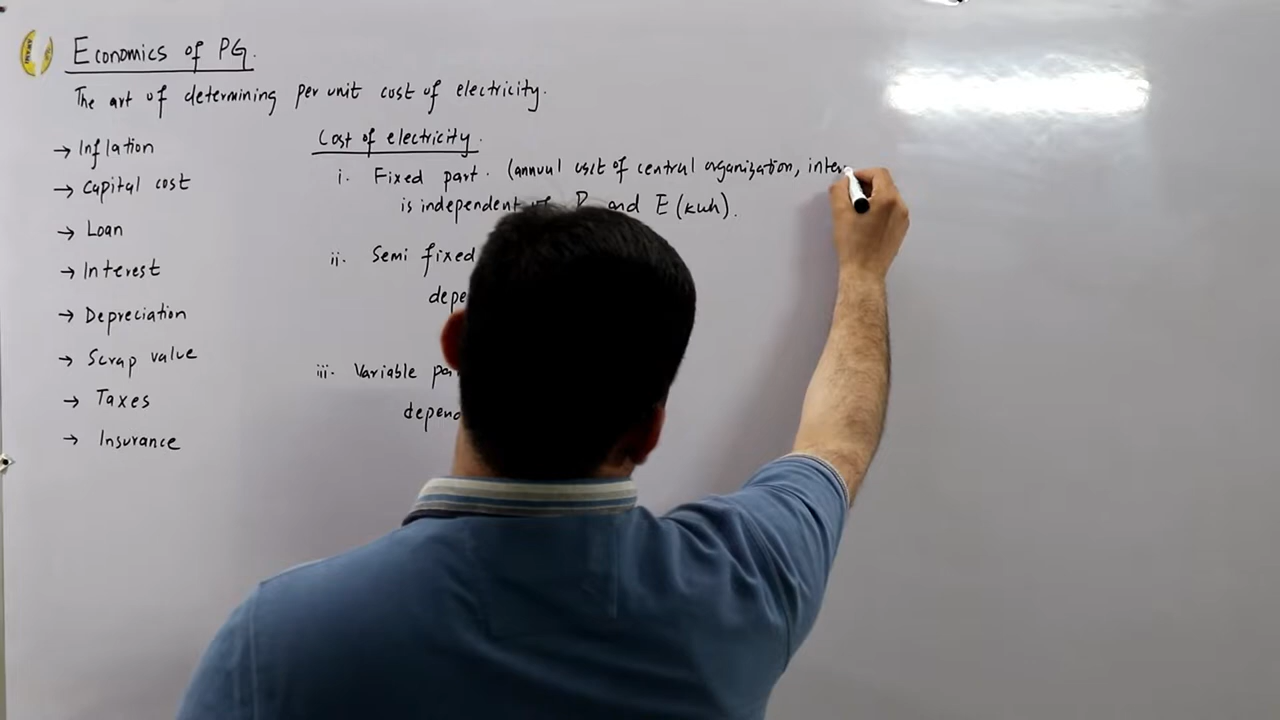 Economics of PG.
The art of determining per unit cost of electricity.
→ Inflation
→ Capital cost
→ Loan
→ Interest
→ Depreciation
→ Scrap value
→ Taxes
→ Insurance
Cost of electricity.
i. Fixed part. (annual cost of central organization, inter
is independent and E (kwh).
ii. Semi fixed
depe
iii. Variable pa
depend